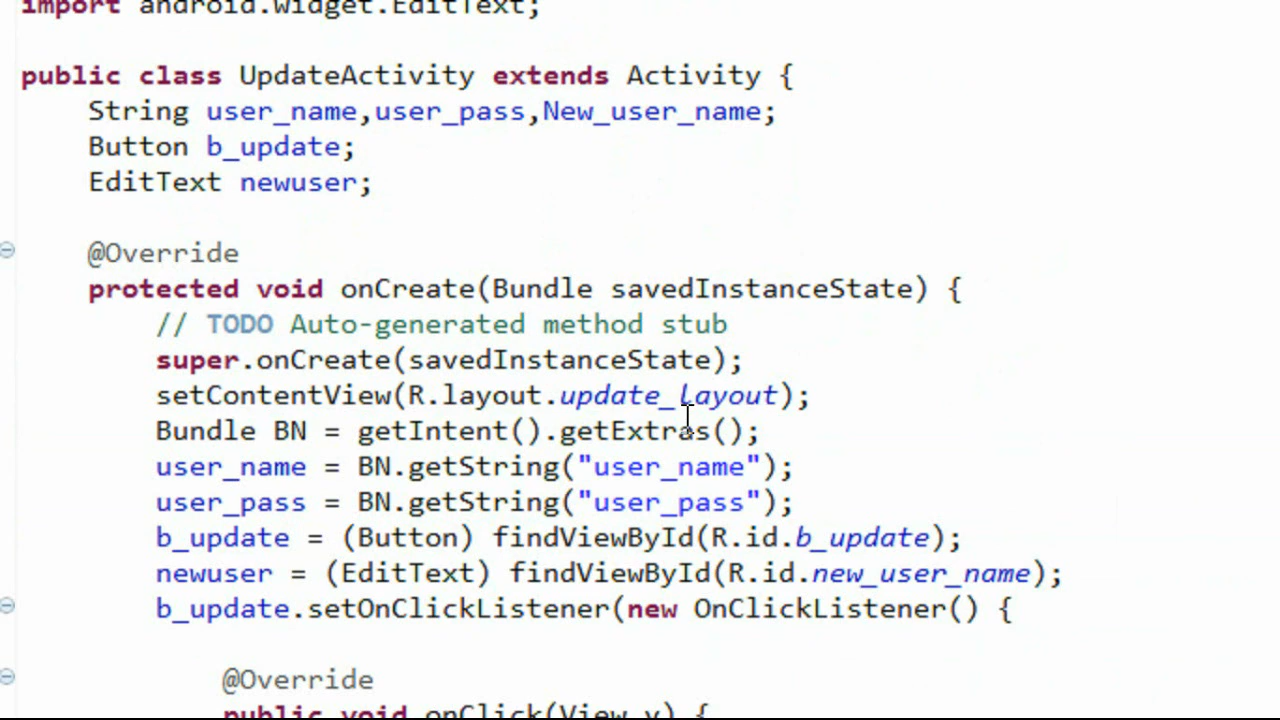 import android.widget.EditText;
public class UpdateActivity extends Activity {
String user_name,user_pass,New_user_name;
Button b_update;
EditText newuser;
@Override
protected void onCreate(Bundle savedInstanceState) {
// TODO Auto-generated method stub
super.onCreate(savedInstanceState);
setContentView(R.layout.update_layout);
Bundle BN = getIntent().getExtras();
user_name = BN.getString("user_name");
user_pass = BN.getString("user_pass");
b_update = (Button) findViewById(R.id.b_update);
newuser = (EditText) findViewById(R.id.new_user_name);
b_update.setOnClickListener(new OnClickListener() {
@Override
public void onClick(View v) {